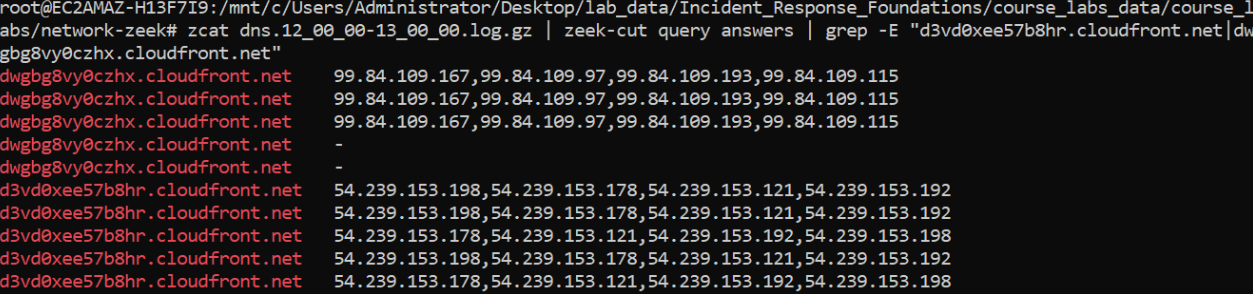 root@EC2AMAZ-H13F7I9:/mnt/c/Users/Administrator/Desktop/lab_data/Incident_Response_Foundations/course_labs_data/course_l
abs/network-zeek# zcat dns.12_00_00-13_00_00.log.gz | zeek-cut query answers | grep -E "d3vd0xee57b8hr.cloudfront.net|dw
gbg8vy0czhx.cloudfront.net"
dwgbg8vy0czhx.cloudfront.net    99.84.109.167,99.84.109.97,99.84.109.193,99.84.109.115
dwgbg8vy0czhx.cloudfront.net    99.84.109.167,99.84.109.97,99.84.109.193,99.84.109.115
dwgbg8vy0czhx.cloudfront.net    99.84.109.167,99.84.109.97,99.84.109.193,99.84.109.115
dwgbg8vy0czhx.cloudfront.net    -
dwgbg8vy0czhx.cloudfront.net    -
d3vd0xee57b8hr.cloudfront.net   54.239.153.198,54.239.153.178,54.239.153.121,54.239.153.192
d3vd0xee57b8hr.cloudfront.net   54.239.153.198,54.239.153.178,54.239.153.121,54.239.153.192
d3vd0xee57b8hr.cloudfront.net   54.239.153.178,54.239.153.121,54.239.153.192,54.239.153.198
d3vd0xee57b8hr.cloudfront.net   54.239.153.198,54.239.153.178,54.239.153.121,54.239.153.192
d3vd0xee57b8hr.cloudfront.net   54.239.153.178,54.239.153.121,54.239.153.192,54.239.153.198